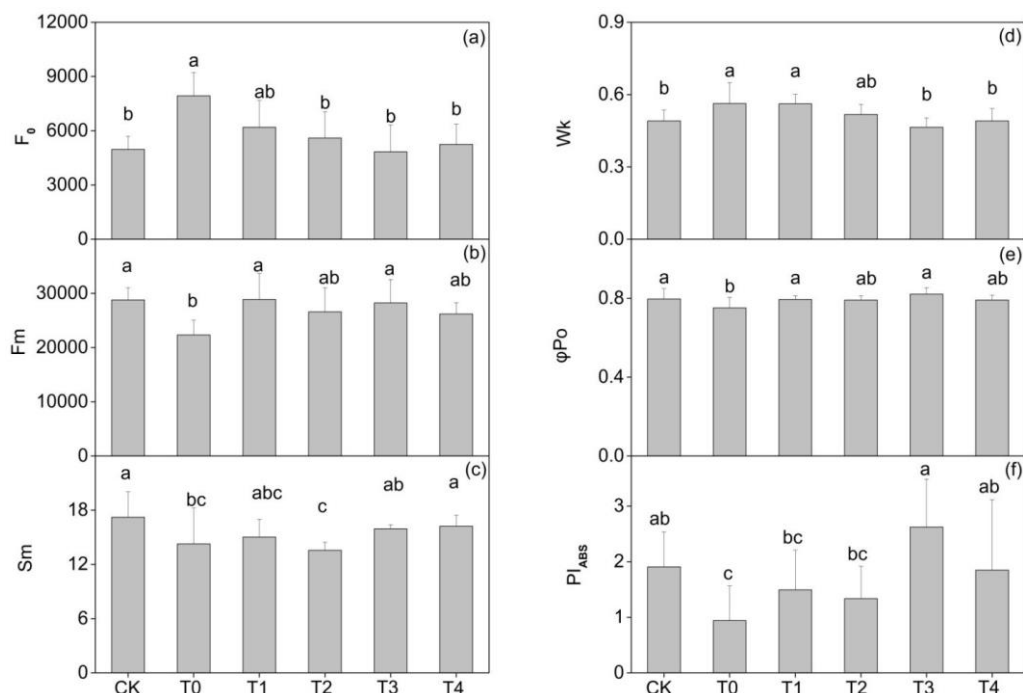 12000
9000
6000
3000
0
F₀
(a)
b
a
ab
b
b
b
30000
20000
10000
0
Fm
(b)
a
b
a
ab
a
ab
18
12
6
0
Sm
(c)
a
bc
abc
c
ab
a
CK T0 T1 T2 T3 T4
0.9
0.6
0.3
0.0
Wk
(d)
b
a
a
ab
b
b
0.8
0.4
0.0
φPo
(e)
a
b
a
ab
a
ab
3
2
1
0
PI_ABS
(f)
ab
c
bc
bc
a
ab
CK T0 T1 T2 T3 T4